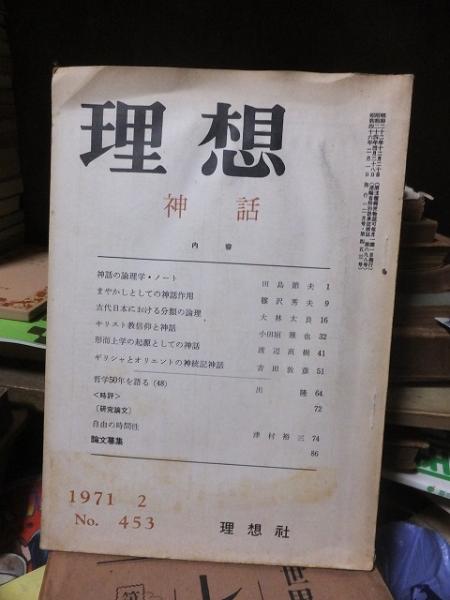 理想
神話
内容
神話の論理学・ノート 田島節夫 1
まやかしとしての神話作用 篠沢秀夫 9
古代日本における分類の論理 大林太良 16
キリスト教信仰と神話 小田垣雅也 32
形而上学の起源としての神話 渡辺直樹 41
ギリシャとオリエントの神統記神話 吉田敦彦 51
哲学50年を語る (48) 出 隆 64
<時評> 72
〔研究論文〕
自由の時間性 津村裕三 74
論文募集 86
1971 2
No. 453
理想社
世界